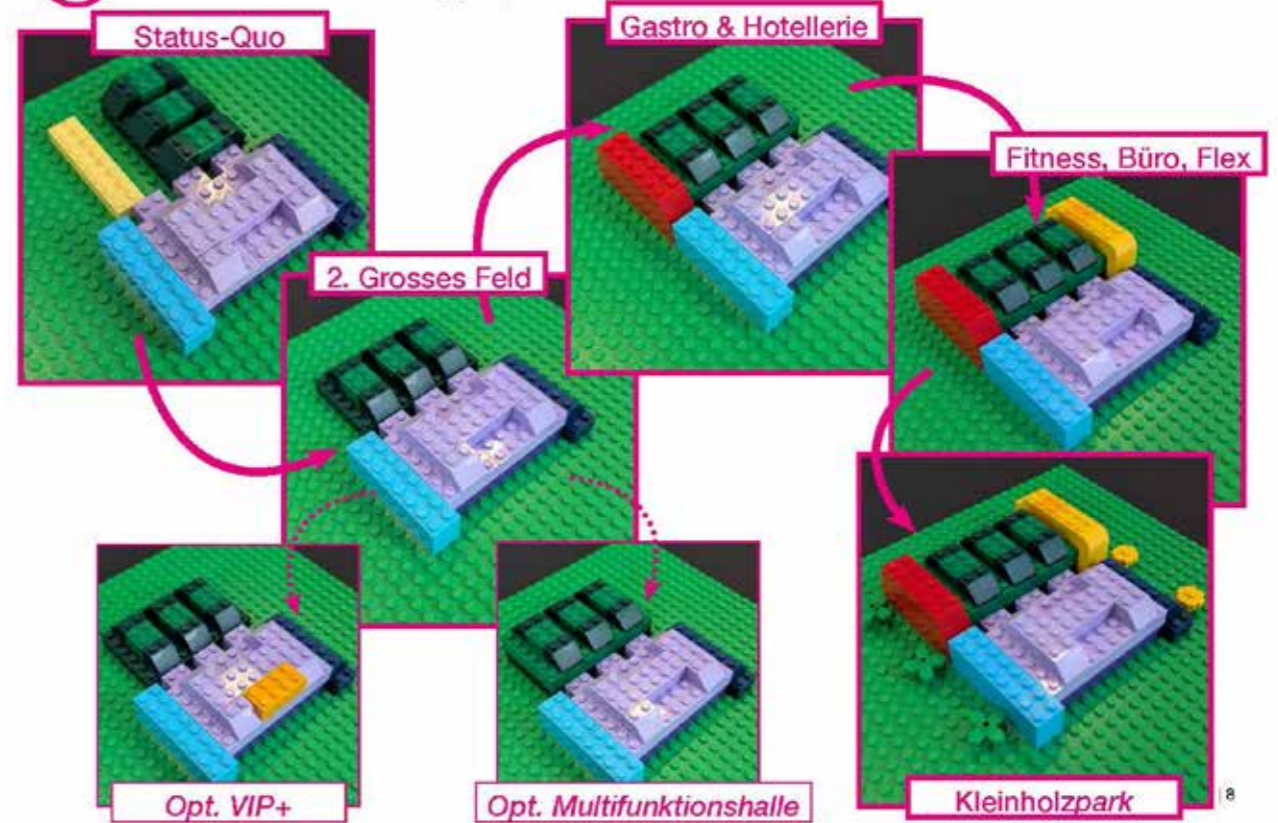 Status-Quo
Gastro & Hotellerie
Fitness, Büro, Flex
2. Grosses Feld
Opt. VIP+
Opt. Multifunktionshalle
Kleinholzpark
8